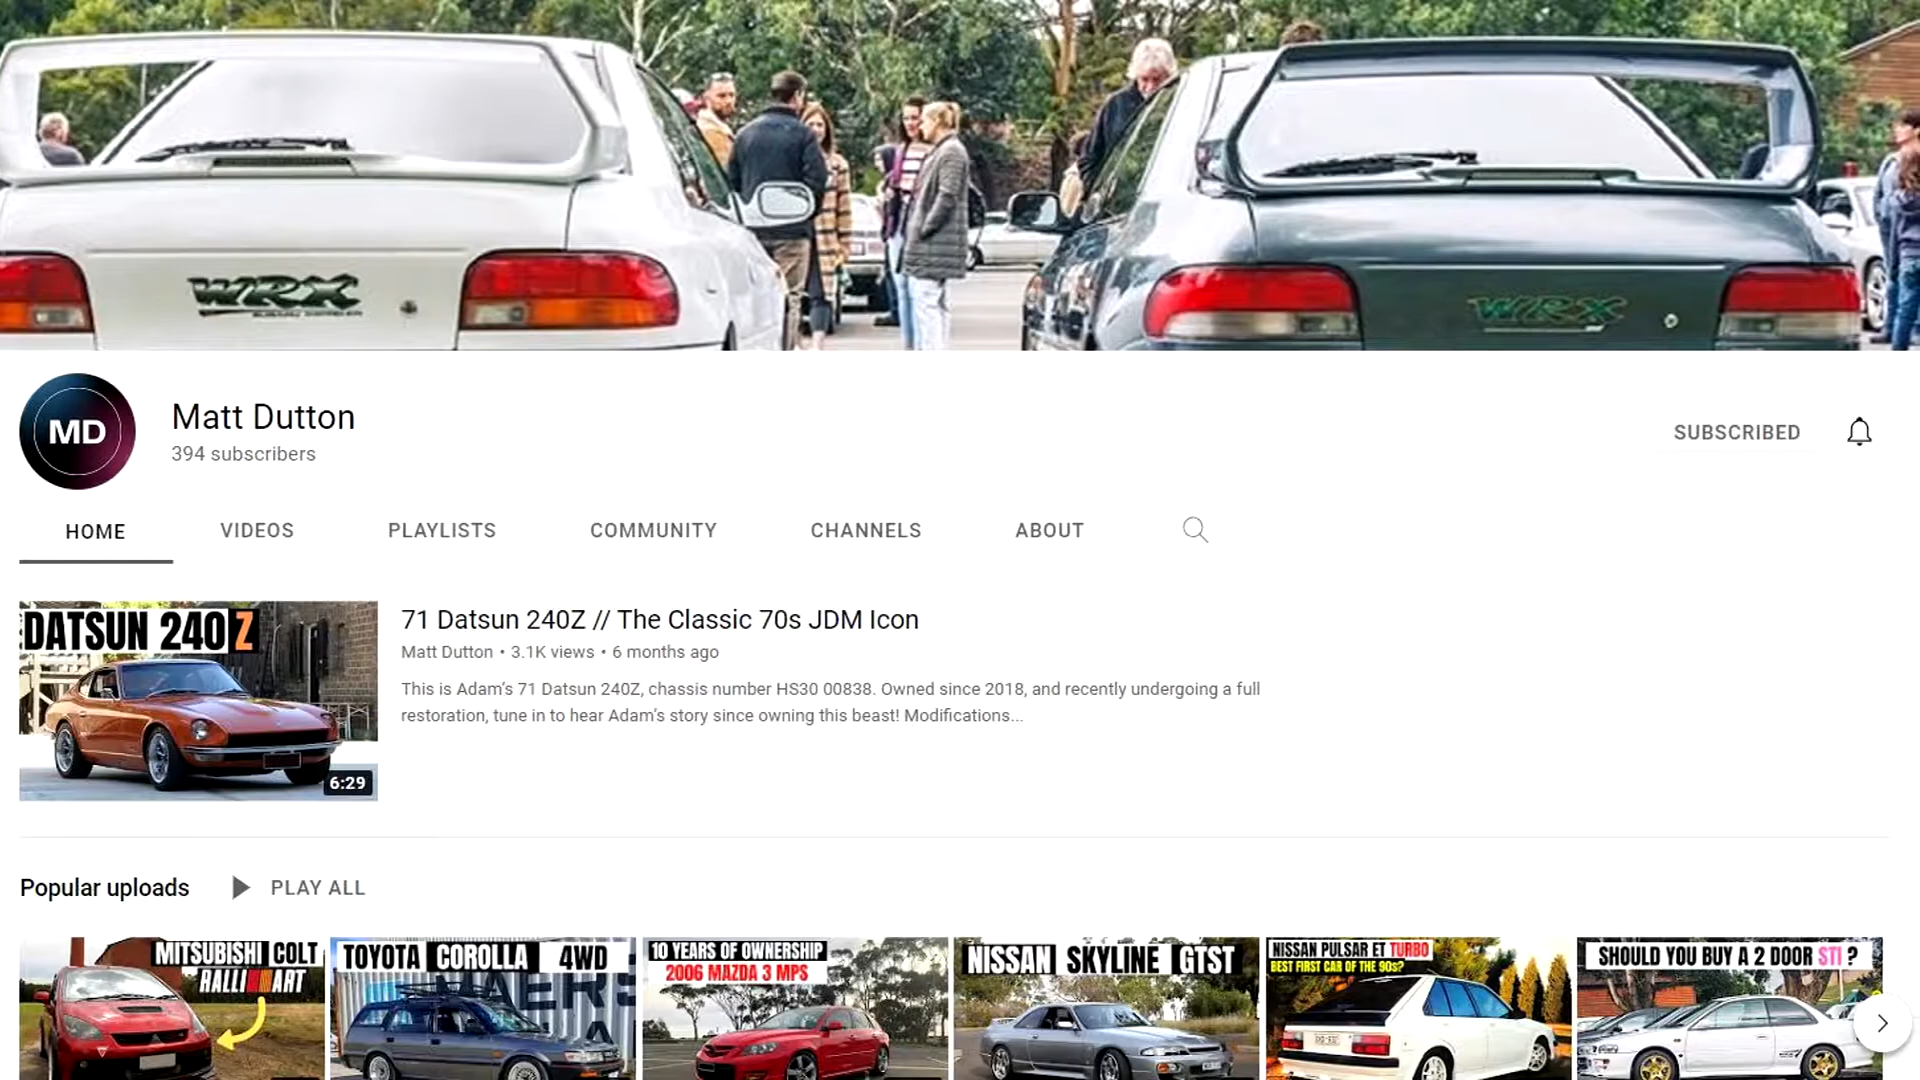 WRX
WRX
MD
Matt Dutton
394 subscribers
SUBSCRIBED
HOME
VIDEOS
PLAYLISTS
COMMUNITY
CHANNELS
ABOUT
DATSUN 240Z
6:29
71 Datsun 240Z // The Classic 70s JDM Icon
Matt Dutton • 3.1K views • 6 months ago
This is Adam's 71 Datsun 240Z, chassis number HS30 00838. Owned since 2018, and recently undergoing a full
restoration, tune in to hear Adam's story since owning this beast! Modifications...
Popular uploads
PLAY ALL
MITSUBISHI COLT
RALLIART
TOYOTA COROLLA 4WD
10 YEARS OF OWNERSHIP
2006 MAZDA 3 MPS
NISSAN SKYLINE GTST
NISSAN PULSAR ET TURBO
BEST FIRST CAR OF THE 90s?
SHOULD YOU BUY A 2 DOOR STI ?